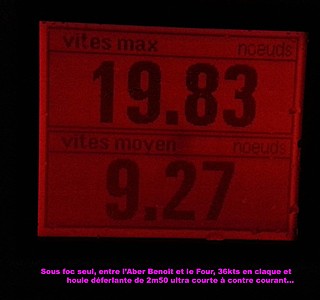 vites max noeuds
19.83
vites moyen noeuds
9.27
Sous foc seul, entre l'Aber Benoit et le Four, 36kts en claque et
houle déferlante de 2m50 ultra courte à contre courant...